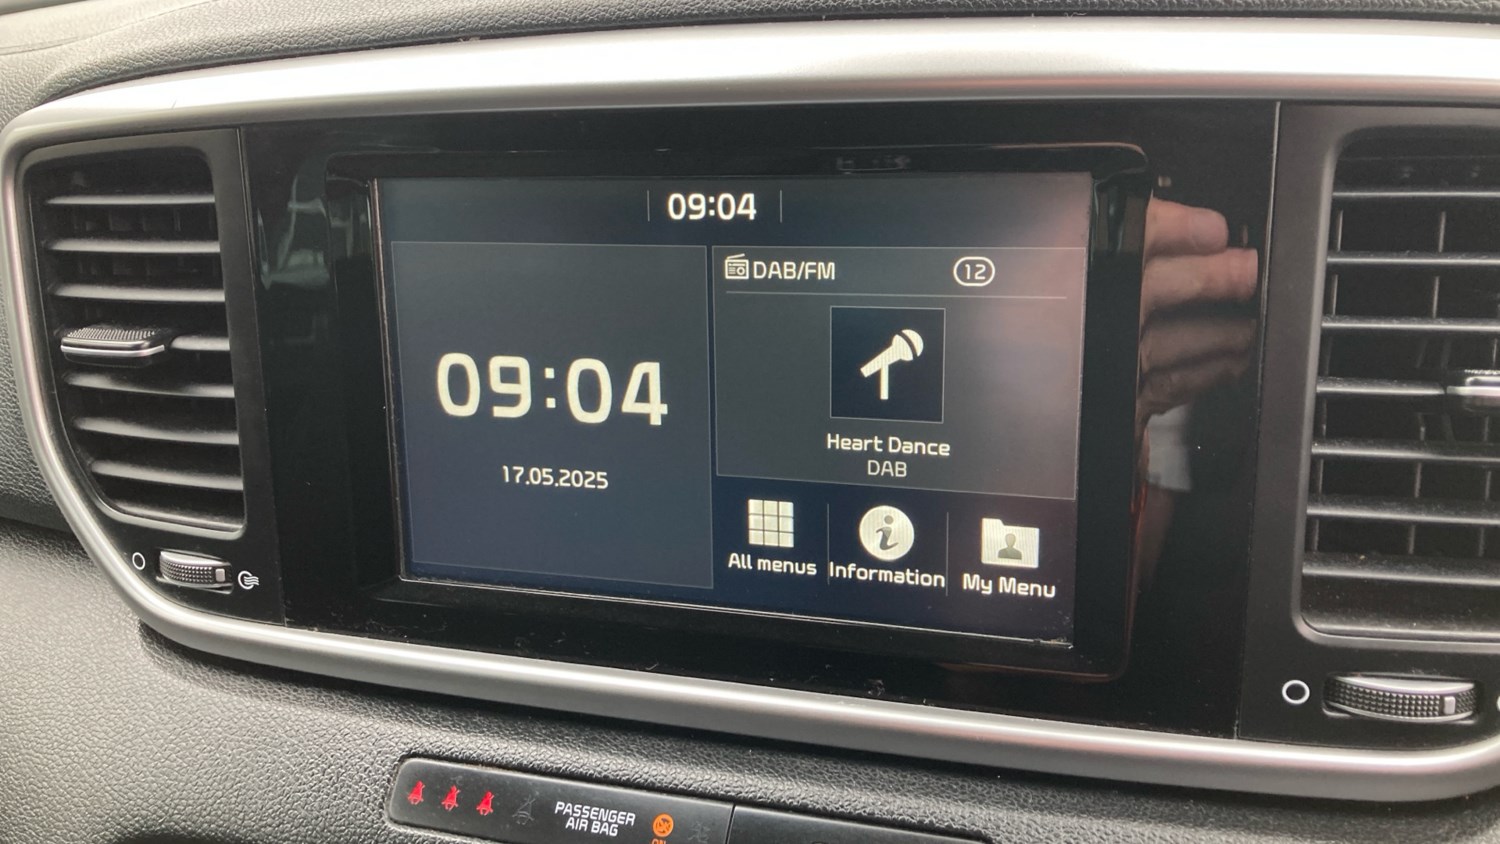 09:04
09:04
17.05.2025
DAB/FM 12
Heart Dance
DAB
All menus
Information
My Menu
PASSENGER
AIR BAG
ON